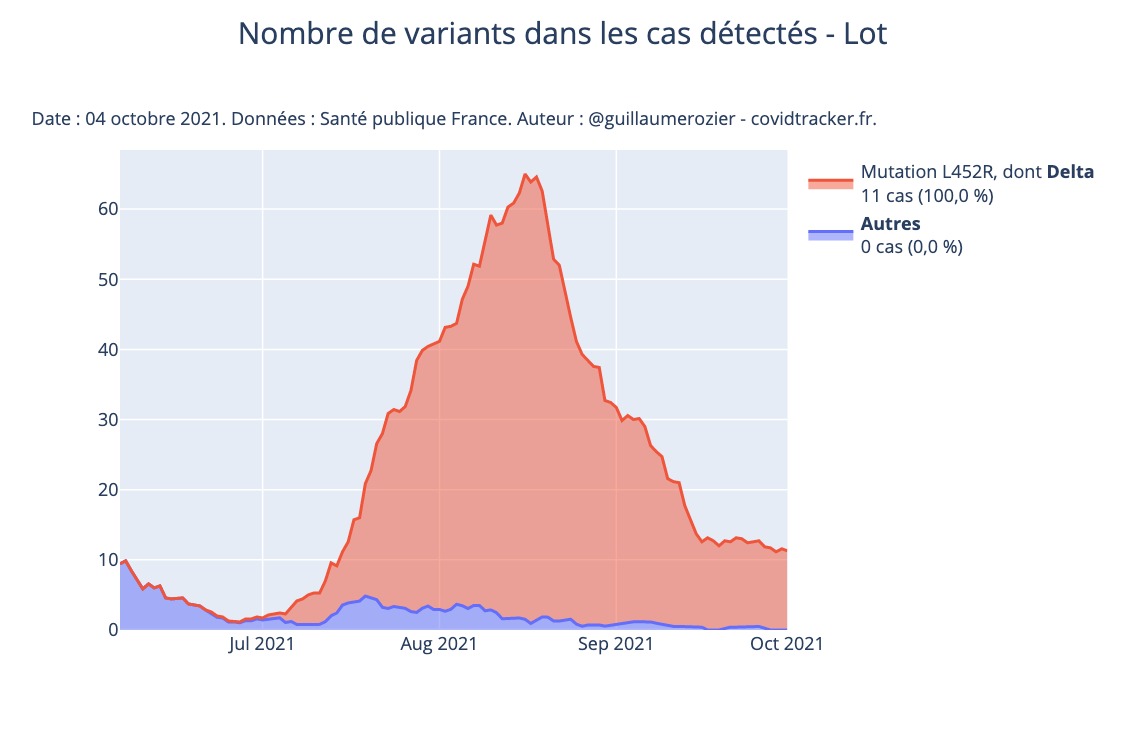 Nombre de variants dans les cas détectés - Lot
Date : 04 octobre 2021. Données : Santé publique France. Auteur : @guillaumerozier - covidtracker.fr.
Mutation L452R, dont Delta
11 cas (100,0 %)
Autres
0 cas (0,0 %)
60
50
40
30
20
10
0
Jul 2021
Aug 2021
Sep 2021
Oct 2021